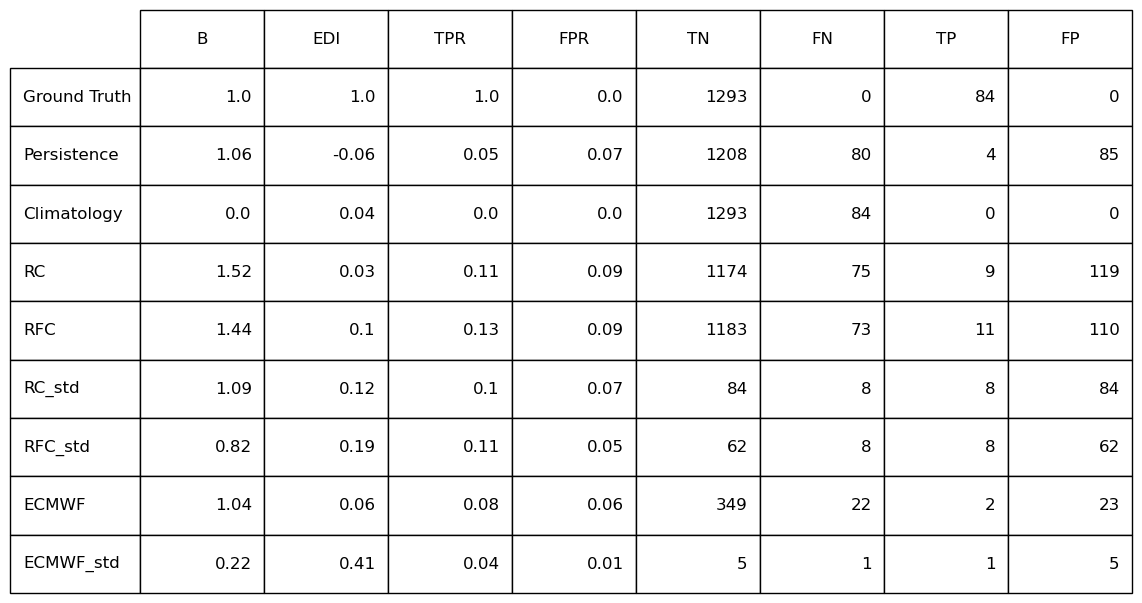 B EDI TPR FPR TN FN TP FP
Ground Truth 1.0 1.0 1.0 0.0 1293 0 84 0
Persistence 1.06 -0.06 0.05 0.07 1208 80 4 85
Climatology 0.0 0.04 0.0 0.0 1293 84 0 0
RC 1.52 0.03 0.11 0.09 1174 75 9 119
RFC 1.44 0.1 0.13 0.09 1183 73 11 110
RC_std 1.09 0.12 0.1 0.07 84 8 8 84
RFC_std 0.82 0.19 0.11 0.05 62 8 8 62
ECMWF 1.04 0.06 0.08 0.06 349 22 2 23
ECMWF_std 0.22 0.41 0.04 0.01 5 1 1 5